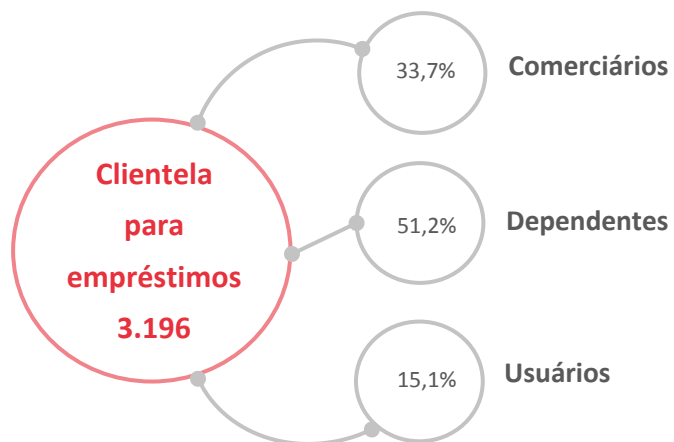 Clientela
para
empréstimos
3.196
33,7%
Comerciários
51,2%
Dependentes
15,1%
Usuários